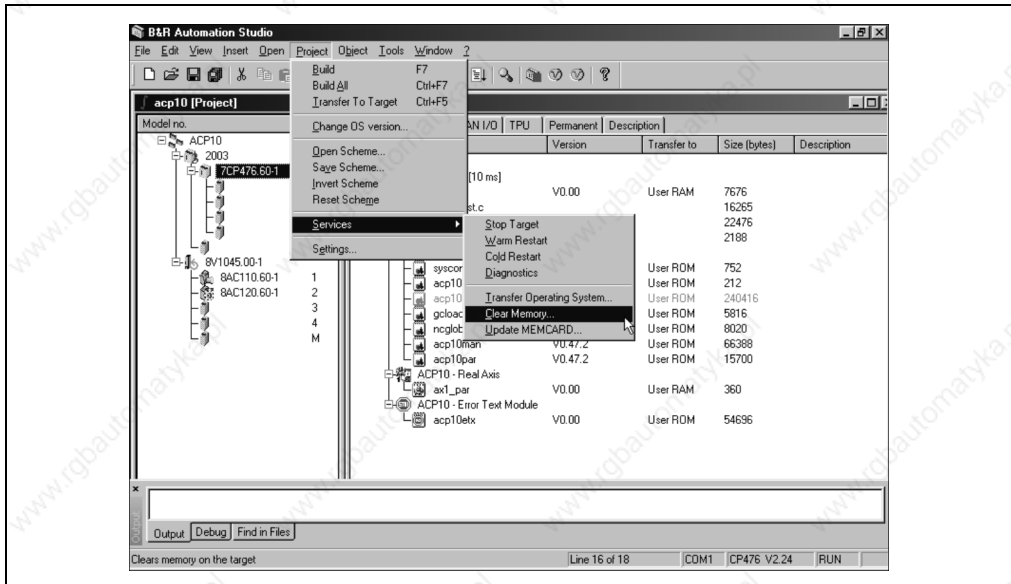 B&R Automation Studio
File Edit View Insert Open Project Object Tools Window ?
acp10 [Project]
Model no.
ACP10
2003
7CP476.60-1
8V1045.00-1
8AC110.60-1 1
8AC120.60-1 2
3
4
M
Build F7
Build All Ctrl+F7
Transfer To Target Ctrl+F5
Change OS version...
Open Scheme...
Save Scheme...
Invert Scheme
Reset Scheme
Services
Settings...
Stop Target
Warm Restart
Cold Restart
Diagnostics
Transfer Operating System...
Clear Memory...
Update MEMCARD...
AN I/O TPU Permanent Description
Version Transfer to Size (bytes) Description
[10 ms]
V0.00 User RAM 7676
st.c 16265
22476
2188
syscor User ROM 752
acp10 User ROM 212
acp10 User ROM 240416
gcloac User ROM 5816
ncglob User ROM 8020
acp10man V0.47.2 User ROM 66388
acp10par V0.47.2 User ROM 15700
ACP10 - Real Axis
ax1_par V0.00 User RAM 360
ACP10 - Error Text Module
acp10etx V0.00 User ROM 54696
Output
Output Debug Find in Files
Clears memory on the target Line 16 of 18 COM1 CP476 V2.24 RUN
www.rgbautomatyka.pl